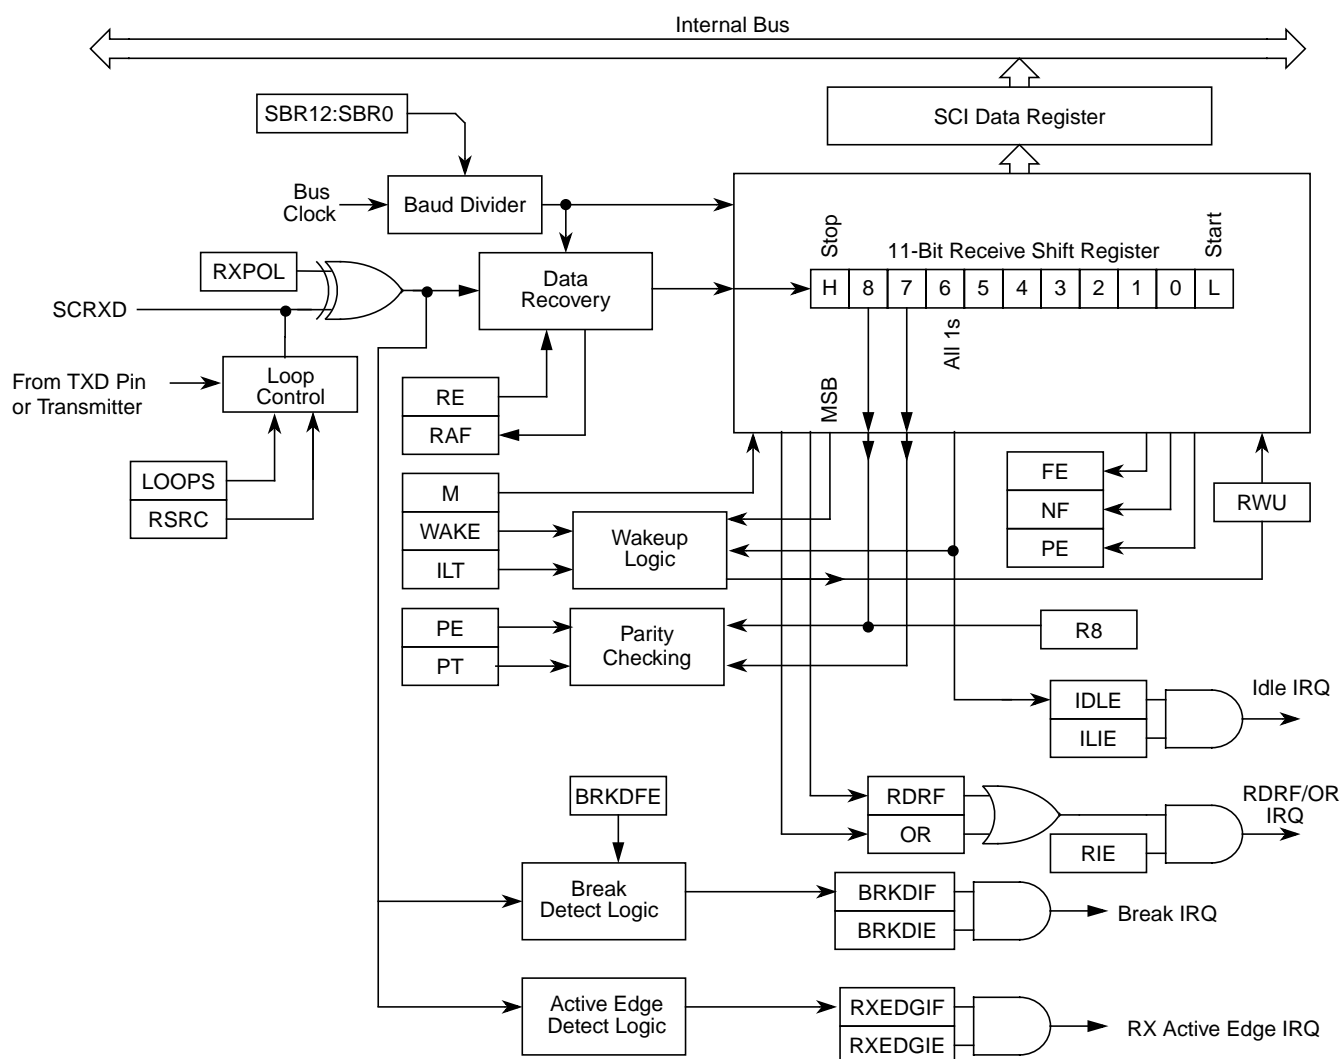 Internal Bus
SBR12:SBR0
SCI Data Register
Bus
Clock
Baud Divider
Stop
11-Bit Receive Shift Register
Start
RXPOL
Data
Recovery
H 8 7 6 5 4 3 2 1 0 L
SCRXD
All 1s
From TXD Pin
or Transmitter
Loop
Control
MSB
RE
RAF
LOOPS
RSRC
M
WAKE
ILT
Wakeup
Logic
FE
NF
PE
RWU
PE
PT
Parity
Checking
R8
IDLE
ILIE
Idle IRQ
BRKDFE
RDRF
OR
RIE
RDRF/OR
IRQ
Break
Detect Logic
BRKDIF
BRKDIE
Break IRQ
Active Edge
Detect Logic
RXEDGIF
RXEDGIE
RX Active Edge IRQ